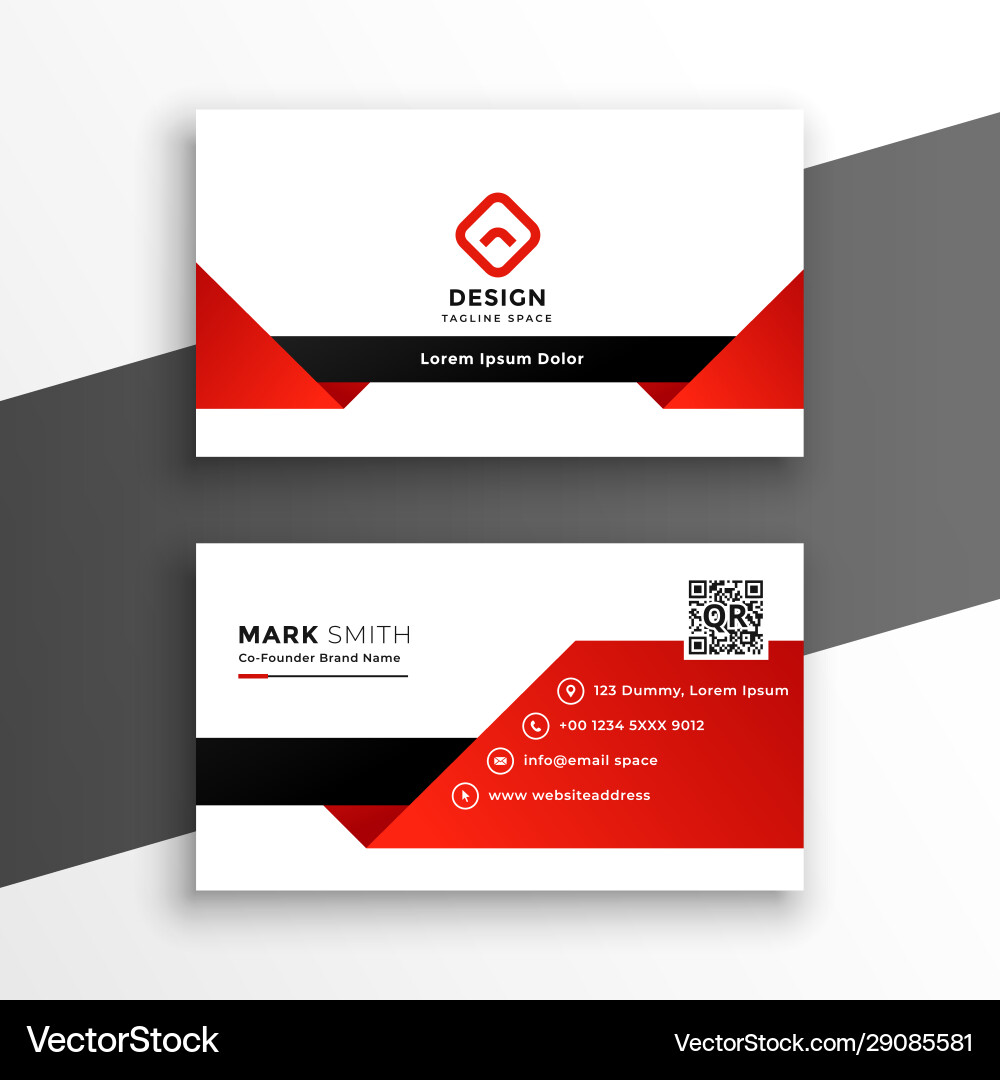 DESIGN
TAGLINE SPACE
Lorem Ipsum Dolor
QR
MARK SMITH
Co-Founder Brand Name
123 Dummy, Lorem Ipsum
+00 1234 5XXX 9012
info@email space
www websiteaddress
VectorStock
VectorStock.com/29085581